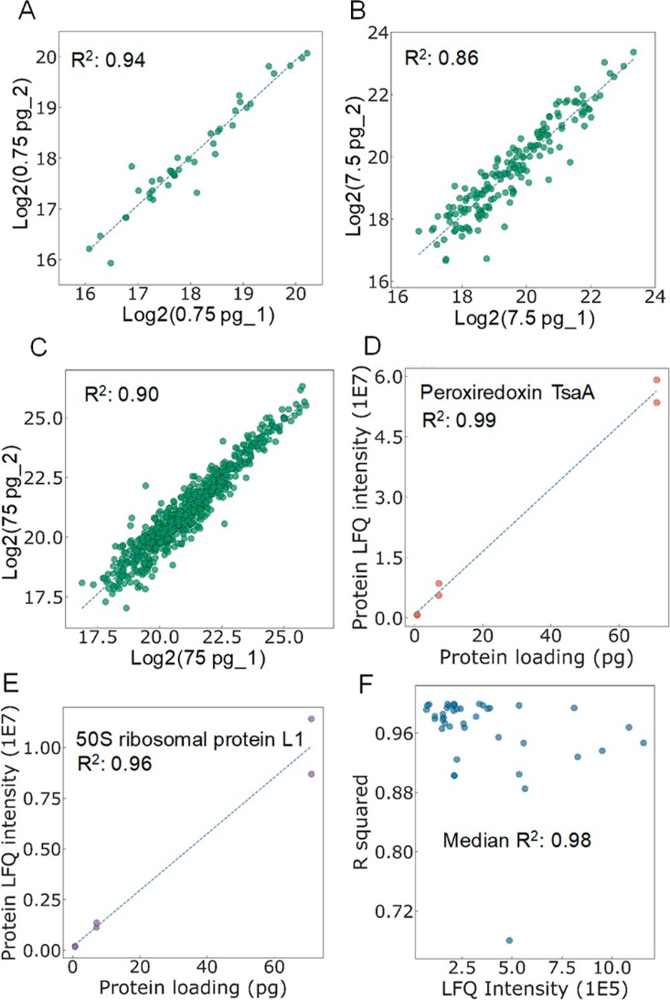 A
R²: 0.94
Log2(0.75 pg_2)
20
19
18
17
16
16 17 18 19 20
Log2(0.75 pg_1)
B
R²: 0.86
Log2(7.5 pg_2)
24
22
20
18
16
16 18 20 22 24
Log2(7.5 pg_1)
C
R²: 0.90
Log2(75 pg_2)
25.0
22.5
20.0
17.5
17.5 20.0 22.5 25.0
Log2(75 pg_1)
D
Peroxiredoxin TsaA
R²: 0.99
Protein LFQ intensity (1E7)
6.0
4.5
3.0
1.5
0.0
0 20 40 60
Protein loading (pg)
E
50S ribosomal protein L1
R²: 0.96
Protein LFQ intensity (1E7)
1.00
0.75
0.50
0.25
0.00
0 20 40 60
Protein loading (pg)
F
R squared
0.96
0.88
0.80
0.72
Median R²: 0.98
2.5 5.0 7.5 10.0
LFQ Intensity (1E5)